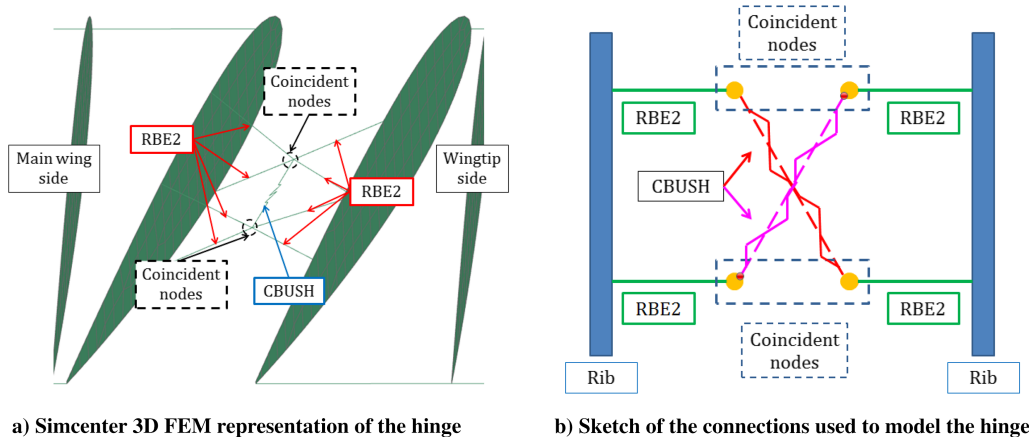 Coincident
nodes
RBE2
Main wing
side
RBE2
Wingtip
side
Coincident
nodes
CBUSH
a) Simcenter 3D FEM representation of the hinge
Coincident
nodes
RBE2
RBE2
CBUSH
RBE2
RBE2
Coincident
nodes
Rib
Rib
b) Sketch of the connections used to model the hinge